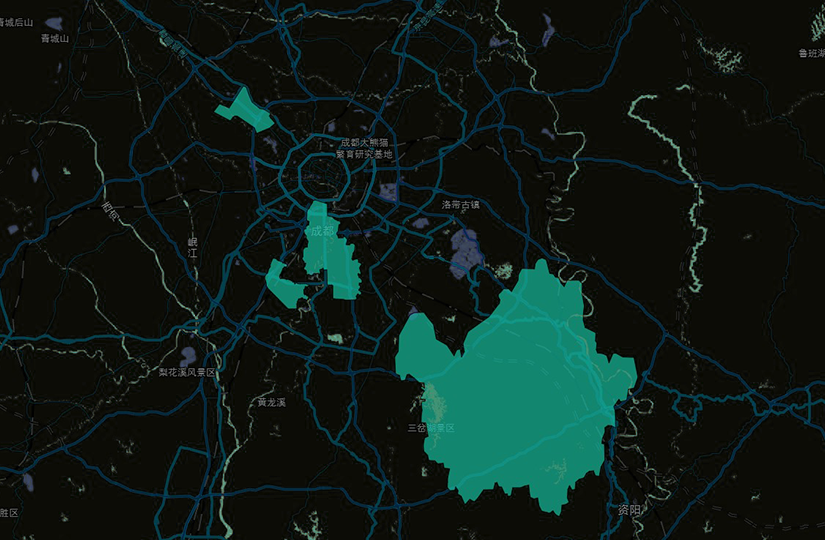 青城后山
青城山
鲁班湖
成都大熊猫
繁育研究基地
洛带古镇
成都
岷江
梨花溪风景区
黄龙溪
三岔湖景区
资阳
胜区